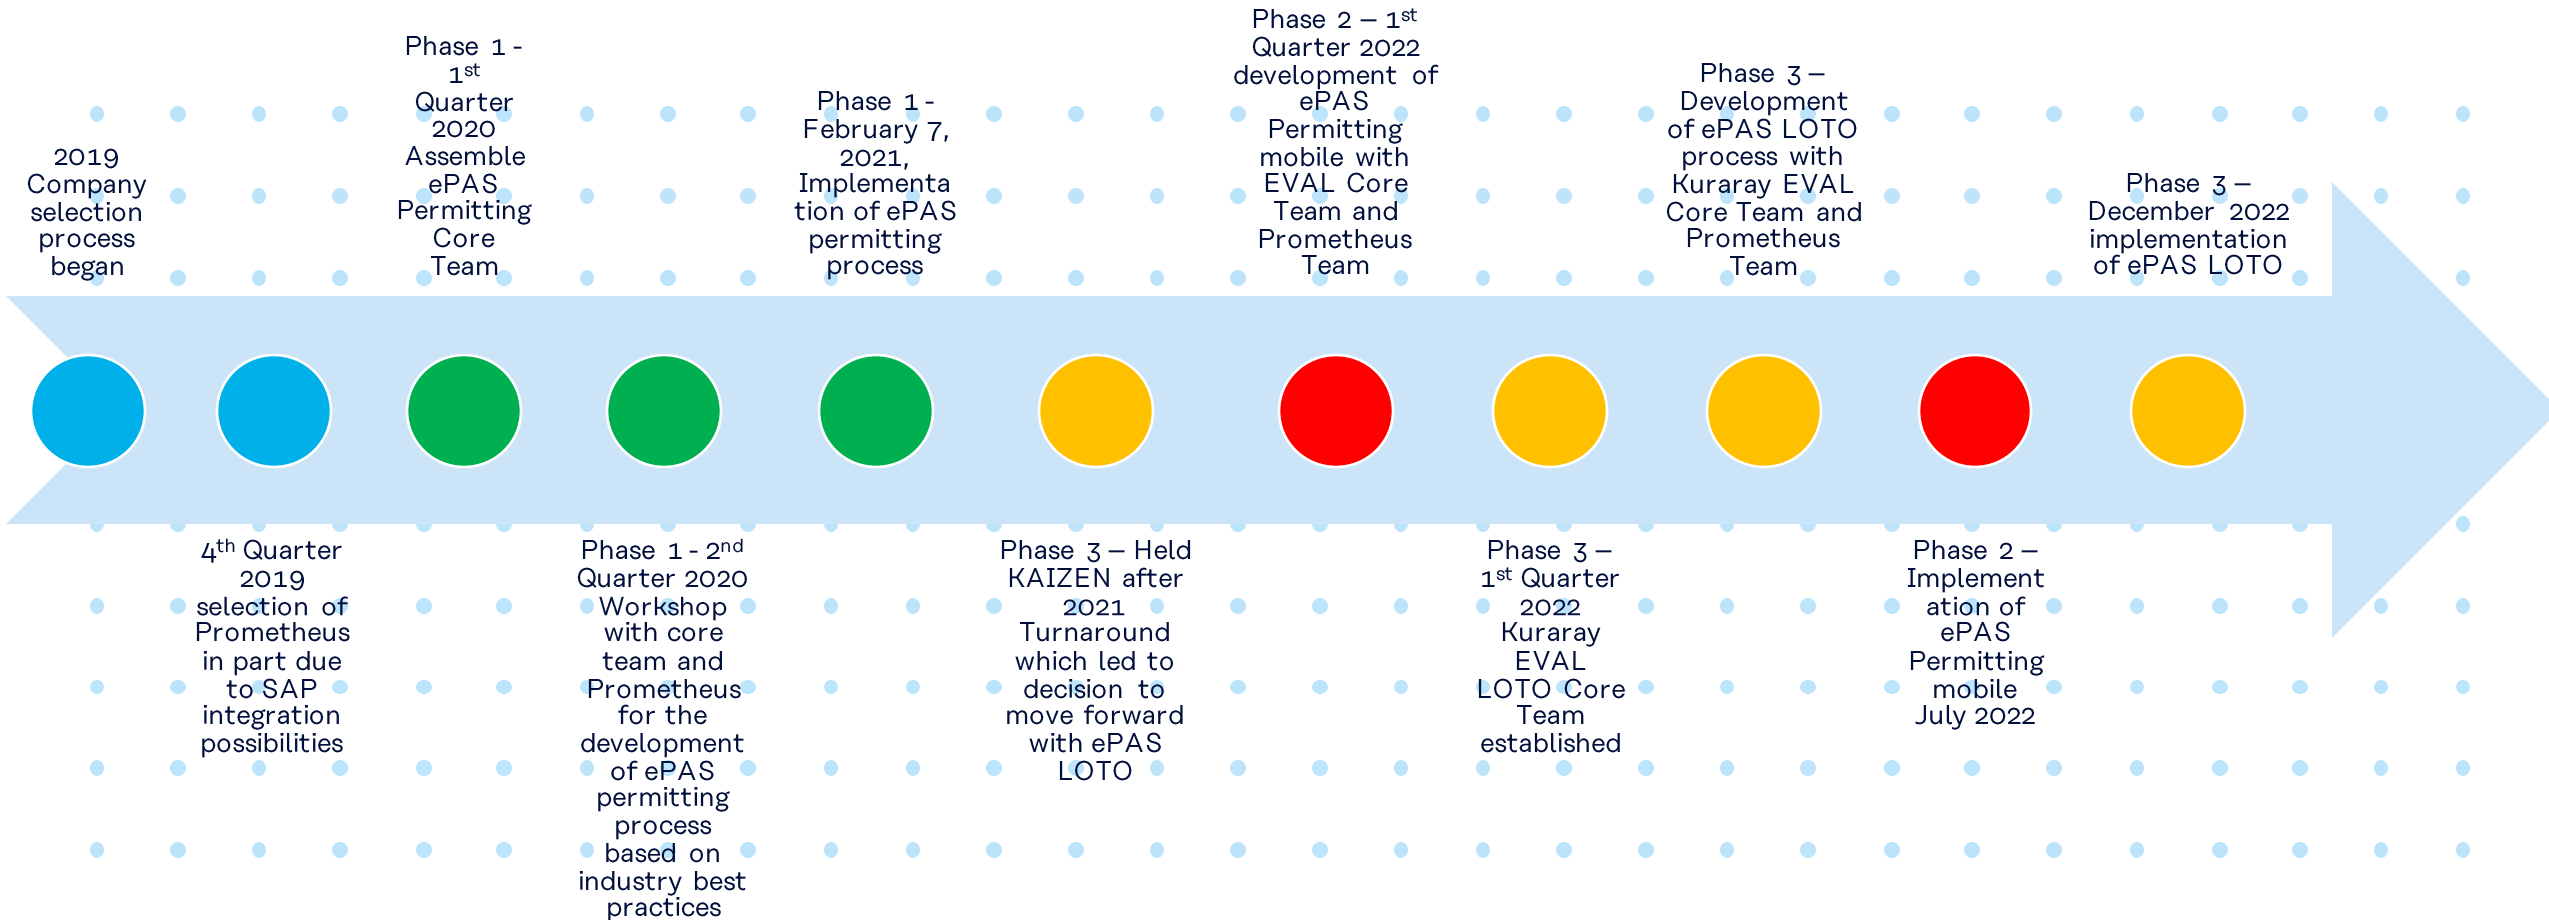 2019
Company
selection
process
began
4th Quarter
2019
selection of
Prometheus
in part due
to SAP
integration
possibilities
Phase 1 -
1st
Quarter
2020
Assemble
ePAS
Permitting
Core
Team
Phase 1 - 2nd
Quarter 2020
Workshop
with core
team and
Prometheus
for the
development
of ePAS
permitting
process
based on
industry best
practices
Phase 1 -
February 7,
2021,
Implementa
tion of ePAS
permitting
process
Phase 3 – Held
KAIZEN after
2021
Turnaround
which led to
decision to
move forward
with ePAS
LOTO
Phase 2 – 1st
Quarter 2022
development of
ePAS
Permitting
mobile with
EVAL Core
Team and
Prometheus
Team
Phase 3 –
1st Quarter
2022
Kuraray
EVAL
LOTO Core
Team
established
Phase 3 –
Development
of ePAS LOTO
process with
Kuraray EVAL
Core Team and
Prometheus
Team
Phase 2 –
Implement
ation of
ePAS
Permitting
mobile
July 2022
Phase 3 –
December 2022
implementation
of ePAS LOTO